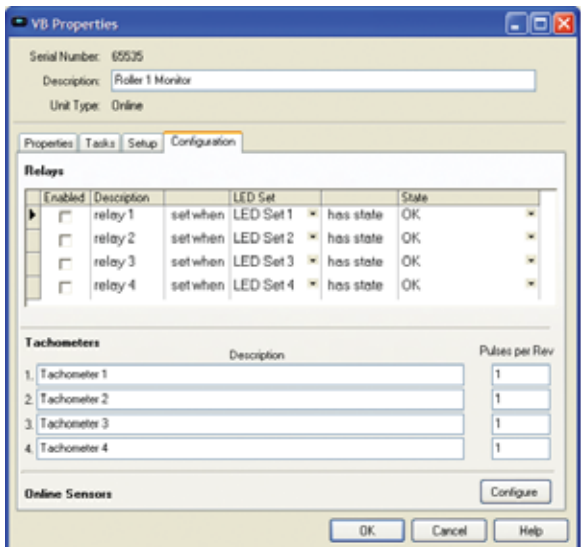 VB Properties
Serial Number: 65535
Description: Roller 1 Monitor
Unit Type: Online
Properties Tasks Setup Configuration
Relays
Enabled Description LED Set State
relay 1 set when LED Set 1 has state OK
relay 2 set when LED Set 2 has state OK
relay 3 set when LED Set 3 has state OK
relay 4 set when LED Set 4 has state OK
Tachometers
Description Pulses per Rev
1. Tachometer 1 1
2. Tachometer 2 1
3. Tachometer 3 1
4. Tachometer 4 1
Online Sensors Configure
OK Cancel Help